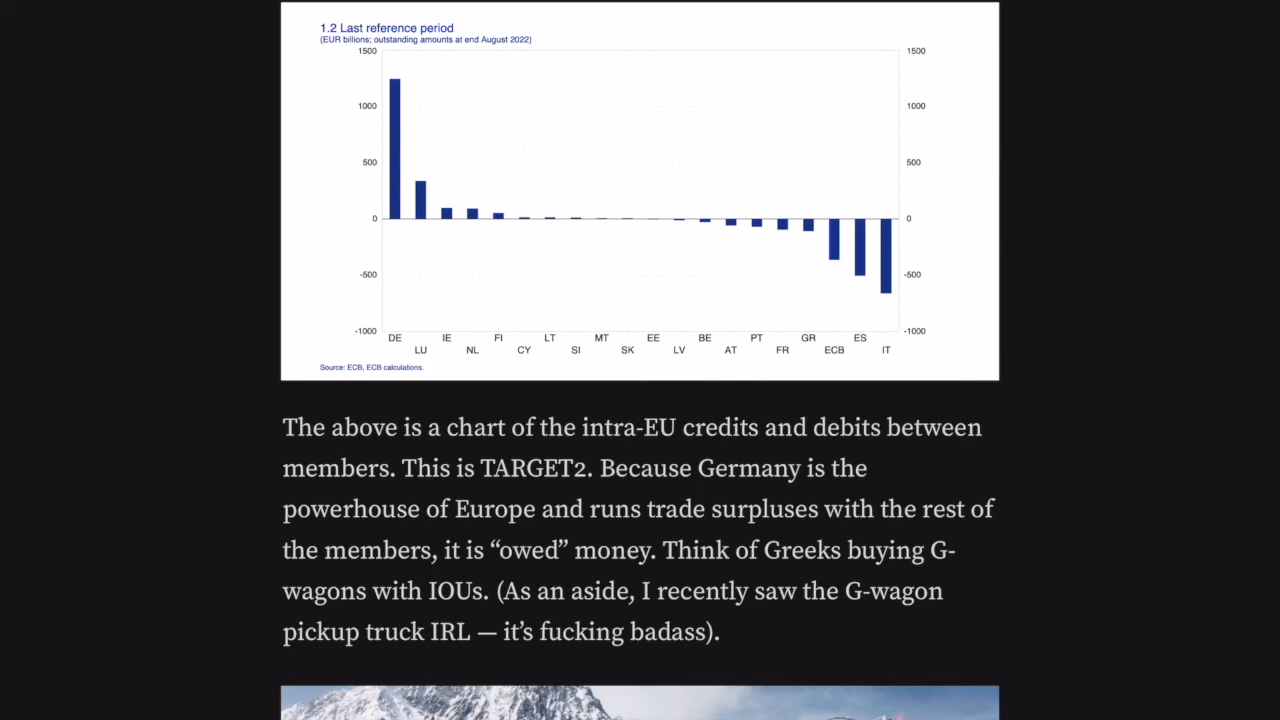 1.2 Last reference period
(EUR billions; outstanding amounts at end August 2022)
1500 1500
1000 1000
500 500
0 0
-500 -500
-1000 -1000
DE IE FI LT MT EE BE PT GR ES
LU NL CY SI SK LV AT FR ECB IT
Source: ECB, ECB calculations.
The above is a chart of the intra-EU credits and debits between
members. This is TARGET2. Because Germany is the
powerhouse of Europe and runs trade surpluses with the rest of
the members, it is “owed” money. Think of Greeks buying G-
wagons with IOUs. (As an aside, I recently saw the G-wagon
pickup truck IRL — it’s fucking badass).